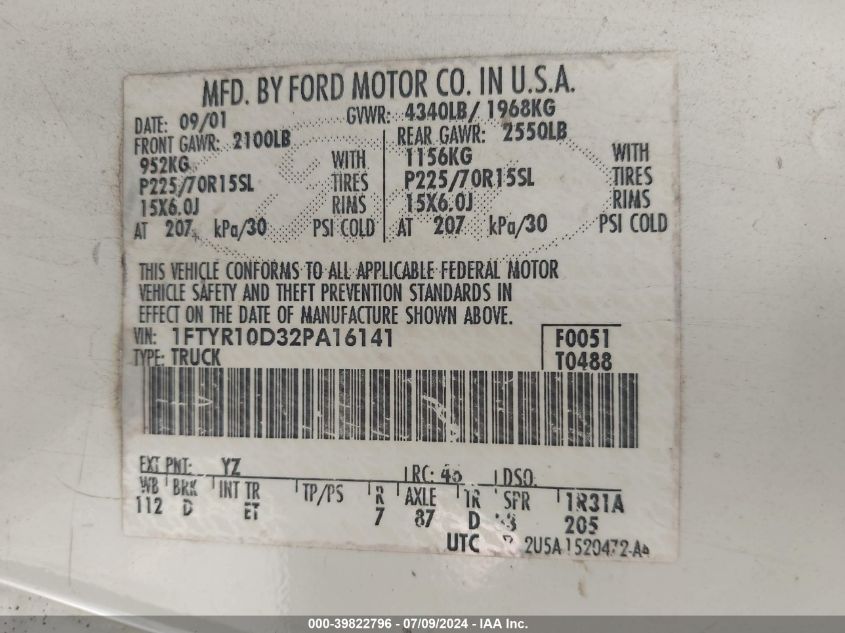 MFD. BY FORD MOTOR CO. IN U.S.A.
DATE: 09/01 GVWR: 4340LB/ 1968KG
FRONT GAWR: 2100LB REAR GAWR: 2550LB
952KG WITH 1156KG WITH
P225/70R15SL TIRES P225/70R15SL TIRES
15X6.0J RIMS 15X6.0J RIMS
AT 207 kPa/30 PSI COLD AT 207 kPa/30 PSI COLD
THIS VEHICLE CONFORMS TO ALL APPLICABLE FEDERAL MOTOR
VEHICLE SAFETY AND THEFT PREVENTION STANDARDS IN
EFFECT ON THE DATE OF MANUFACTURE SHOWN ABOVE.
VIN: 1FTYR10D32PA16141 F0051
TYPE: TRUCK T0488
EXT PNT: YZ RC: DSO:
WB BRK INT TR TP/PS R AXLE TR SPR 1R31A
112 D ET 7 87 D 205
UTC
000-39822796 - 07/09/2024 - IAA Inc.